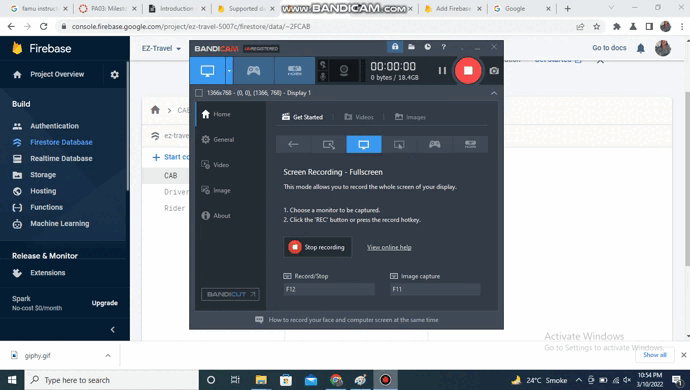 famu instruct
PA03: Milest
Introduction
WWW.BANDICAM.COM
Supported da
Add Firebase
Google
console.firebase.google.com/project/ez-travel-5007c/firestore/data/~2FCAB
Firebase
EZ-Travel
Go to docs
Project Overview
Build
Authentication
Firestore Database
Realtime Database
Storage
Hosting
Functions
Machine Learning
Release & Monitor
Extensions
Spark
No-cost $0/month
Upgrade
CAB
ez-trave
Start co
CAB
Driver
Rider
BANDICAM UNREGISTERED
00:00:00
0 bytes / 18.4GB
1366x768 - (0, 0), (1366, 768) - Display 1
Home
General
Video
Image
About
BANDICUT
Get Started
Videos
Images
Screen Recording - Fullscreen
This mode allows you to record the whole screen of your display.
1. Choose a monitor to be captured.
2. Click the 'REC' button or press the record hotkey.
Stop recording
View online help
Record/Stop
F12
Image capture
F11
How to record your face and computer screen at the same time
Activate Windows
Go to Settings to activate Windows.
giphy.gif
Show all
Type here to search
24°C Smoke
10:54 PM
3/10/2022